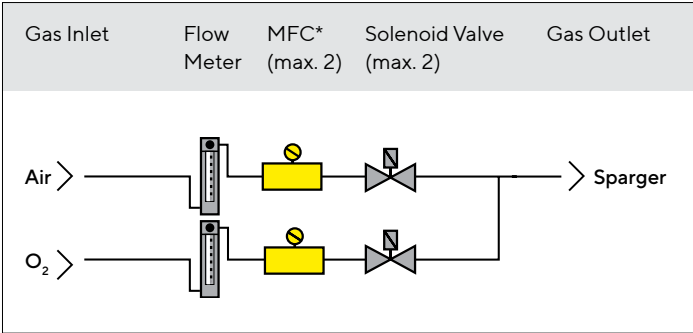 Gas Inlet Flow Meter MFC* (max. 2) Solenoid Valve (max. 2) Gas Outlet
Air Sparger
O₂